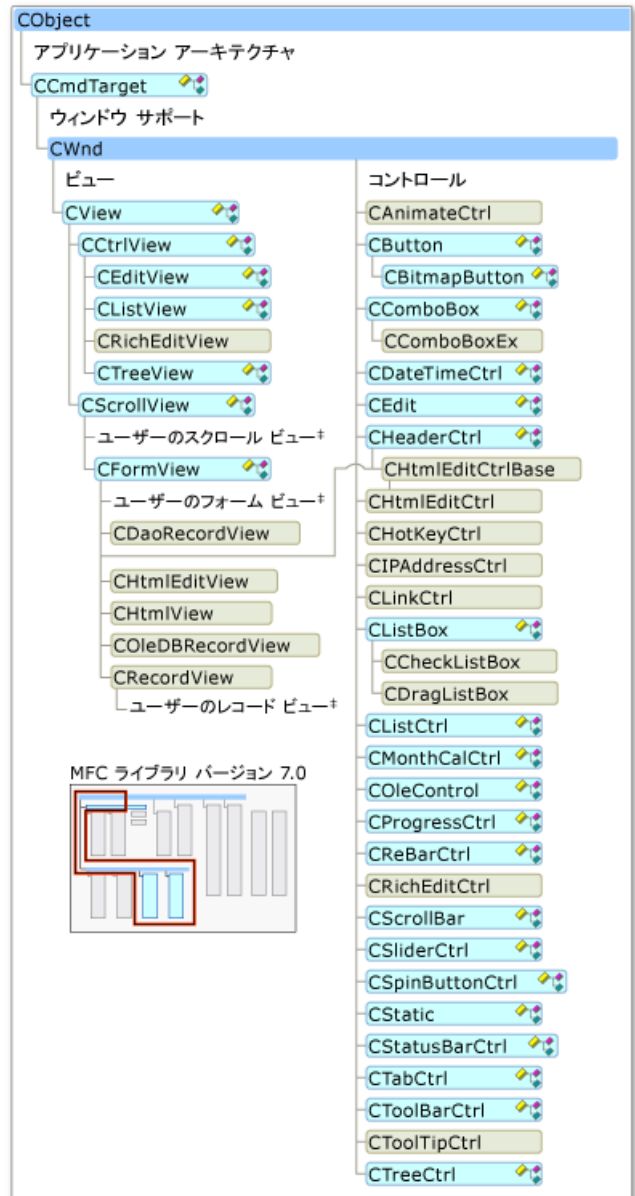 CObject
アプリケーション アーキテクチャ
CCmdTarget
ウィンドウ サポート
CWnd
ビュー
CView
CCtrlView
CEditView
CListView
CRichEditView
CTreeView
CScrollView
ユーザーのスクロール ビュー‡
CFormView
ユーザーのフォーム ビュー‡
CDaoRecordView
CHtmlEditView
CHtmlView
COleDBRecordView
CRecordView
ユーザーのレコード ビュー‡
MFC ライブラリ バージョン 7.0
コントロール
CAnimateCtrl
CButton
CBitmapButton
CComboBox
CComboBoxEx
CDateTimeCtrl
CEdit
CHeaderCtrl
CHtmlEditCtrlBase
CHtmlEditCtrl
CHotKeyCtrl
CIPAddressCtrl
CLinkCtrl
CListBox
CCheckListBox
CDragListBox
CListCtrl
CMonthCalCtrl
COleControl
CProgressCtrl
CReBarCtrl
CRichEditCtrl
CScrollBar
CSliderCtrl
CSpinButtonCtrl
CStatic
CStatusBarCtrl
CTabCtrl
CToolBarCtrl
CToolTipCtrl
CTreeCtrl